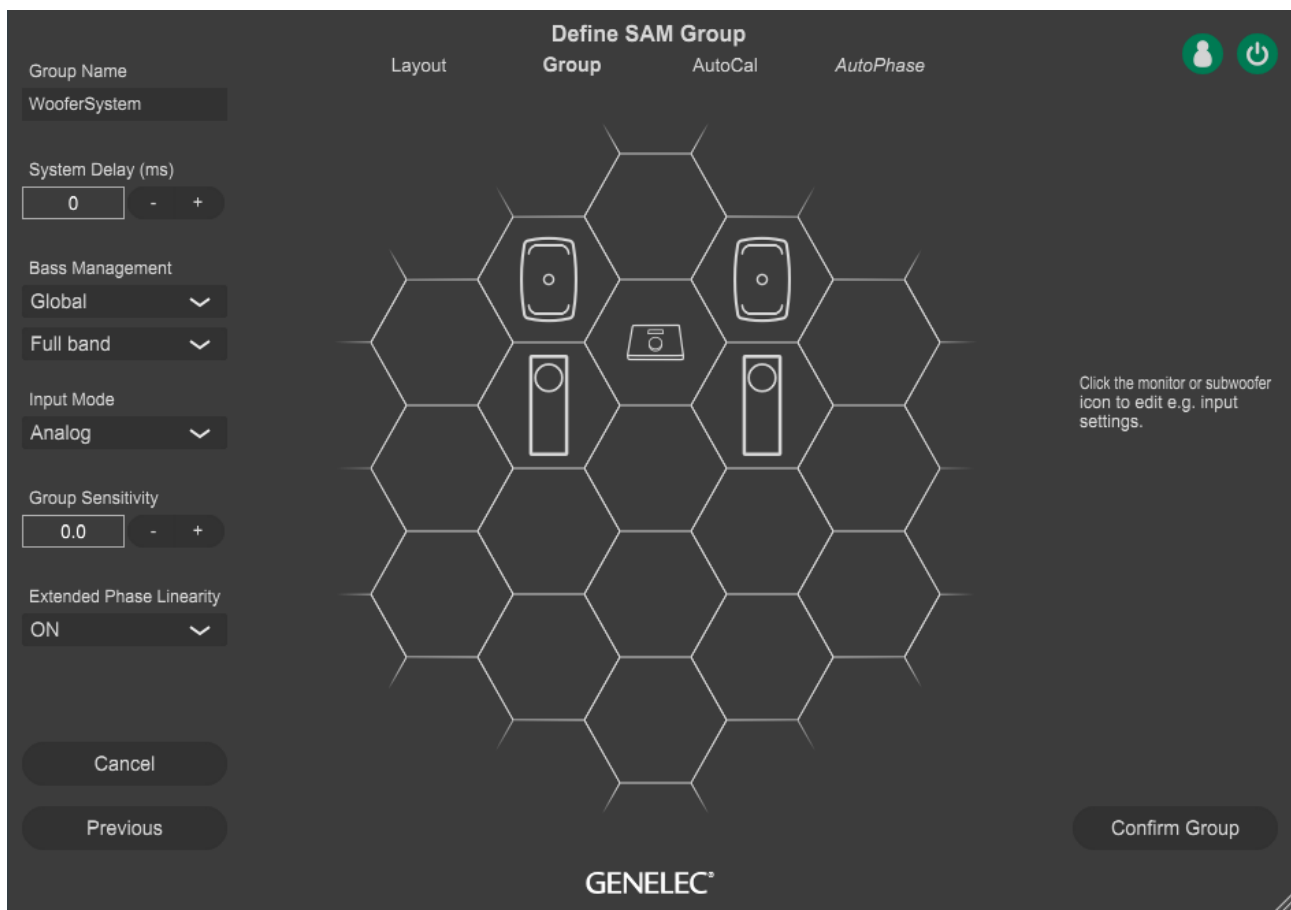 Define SAM Group
Layout Group AutoCal AutoPhase
Group Name
WooferSystem
System Delay (ms)
0 - +
Bass Management
Global
Full band
Input Mode
Analog
Group Sensitivity
0.0 - +
Extended Phase Linearity
ON
Cancel
Previous
Click the monitor or subwoofer
icon to edit e.g. input
settings.
Confirm Group
GENELEC®